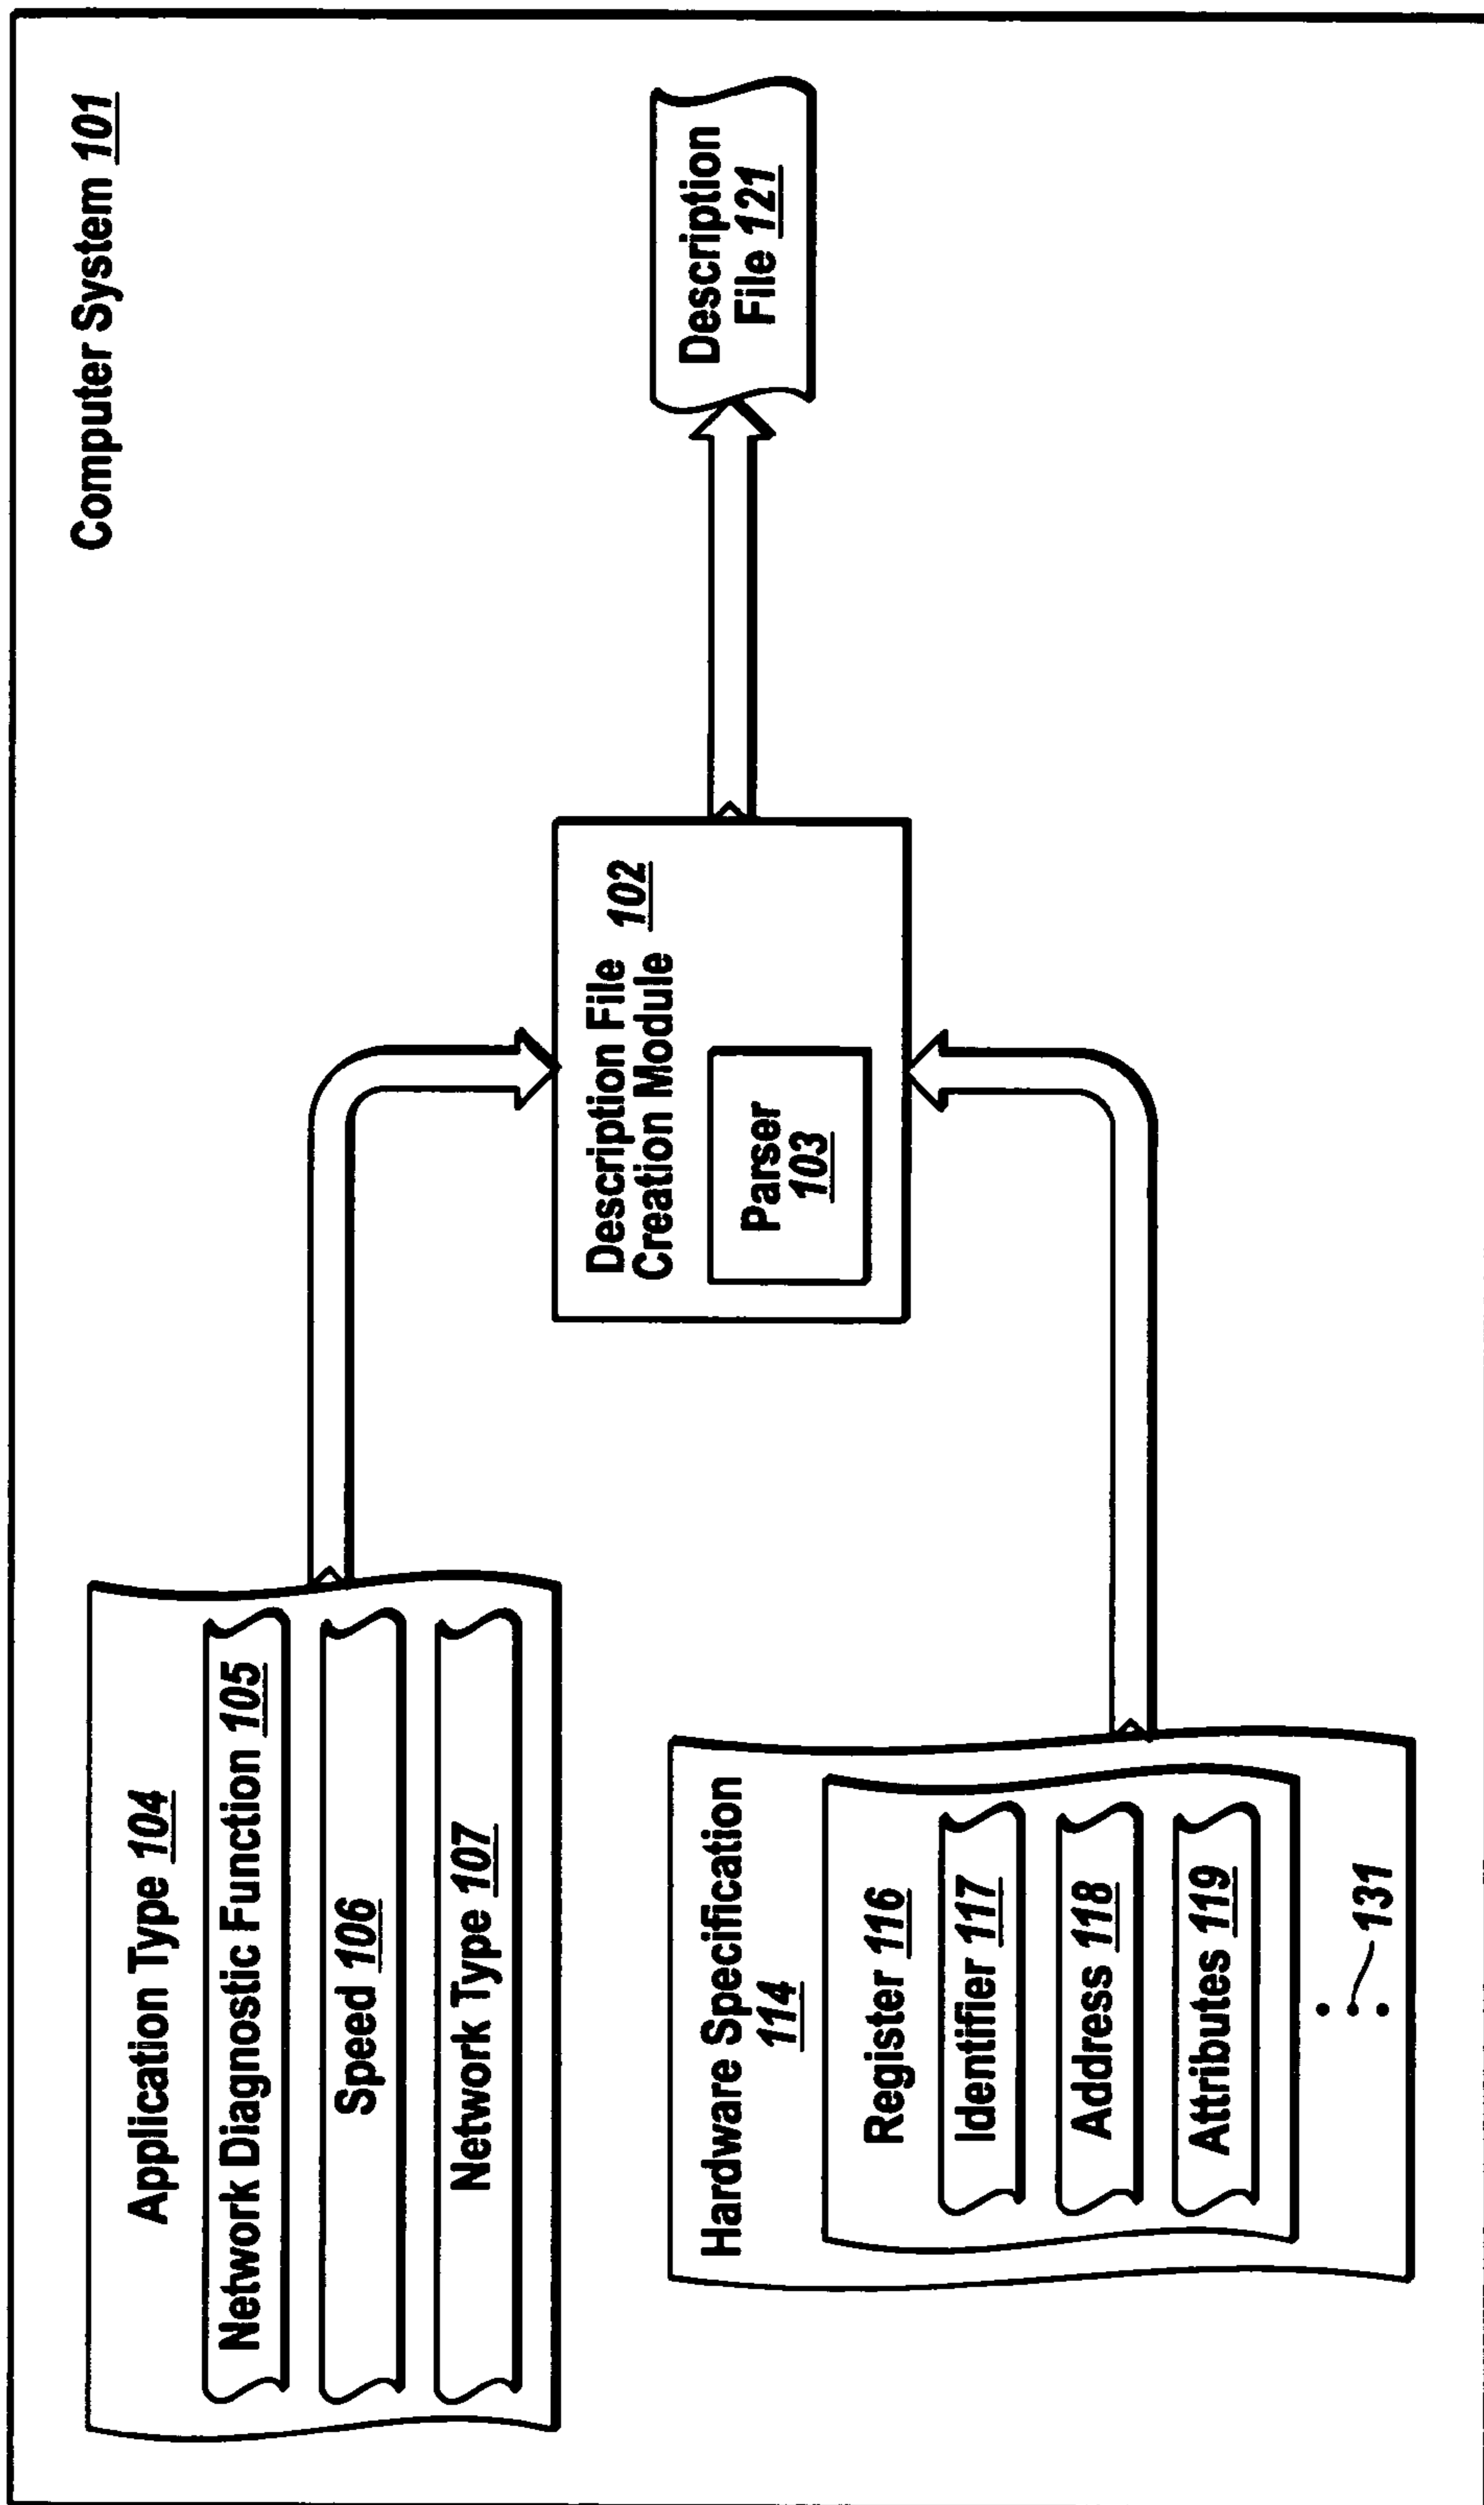 Computer System 101
Application Type 104
Network Diagnostic Function 105
Speed 106
Network Type 107
Hardware Specification
114
Register 116
Identifier 117
Address 118
Attributes 119
131
Description File
Creation Module 102
Parser
103
Description
File 121